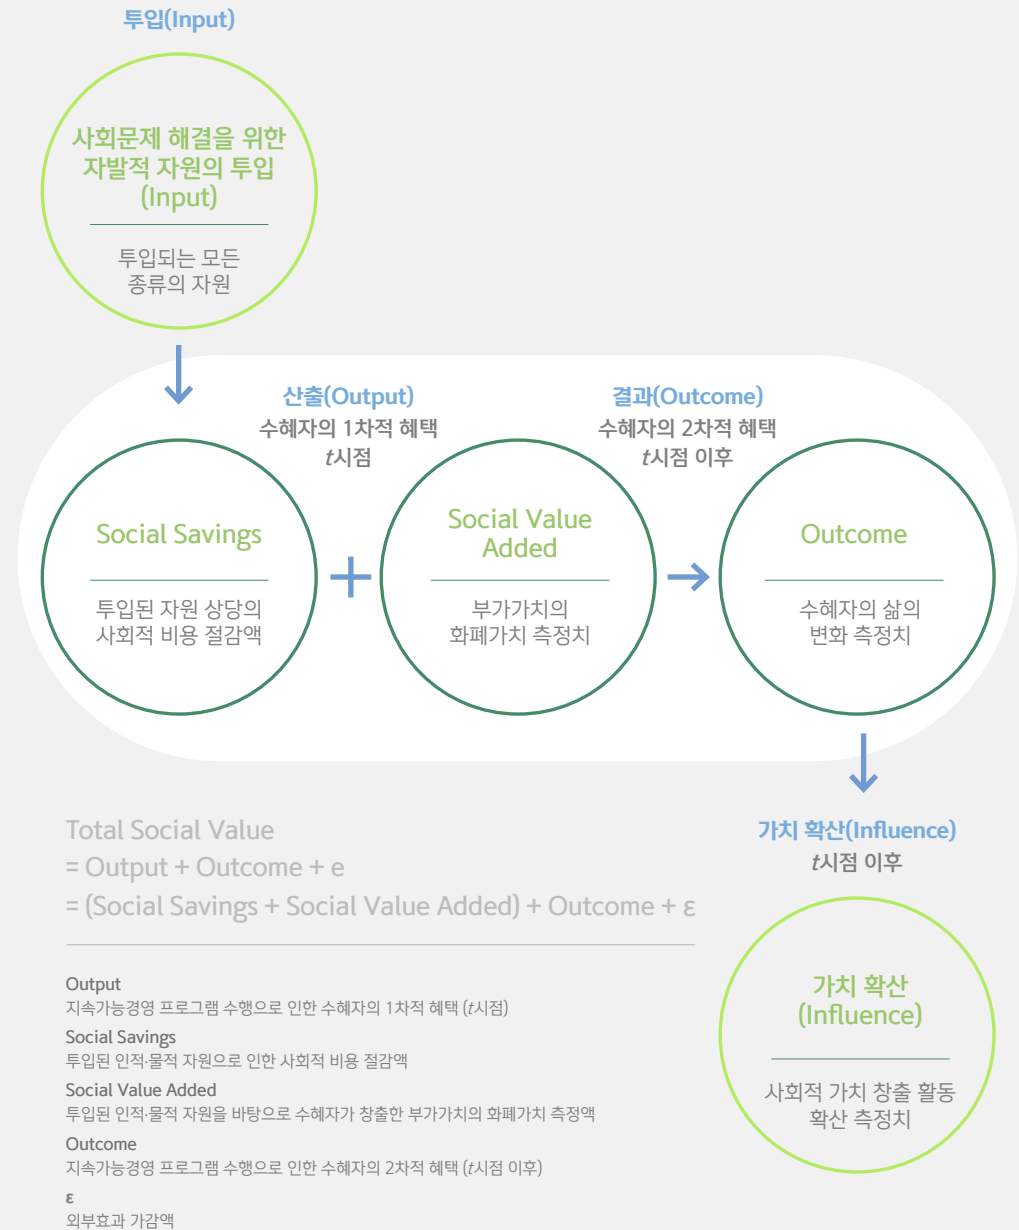 투입(Input)
사회문제 해결을 위한
자발적 자원의 투입
(Input)
투입되는 모든
종류의 자원
산출(Output)
수혜자의 1차적 혜택
t시점
결과(Outcome)
수혜자의 2차적 혜택
t시점 이후
Social Savings
투입된 자원 상당의
사회적 비용 절감액
+
Social Value
Added
부가가치의
화폐가치 측정치
Outcome
수혜자의 삶의
변화 측정치
가치 확산(Influence)
t시점 이후
가치 확산
(Influence)
사회적 가치 창출 활동
확산 측정치
Total Social Value
= Output + Outcome + e
= (Social Savings + Social Value Added) + Outcome + ε
Output
지속가능경영 프로그램 수행으로 인한 수혜자의 1차적 혜택 (t시점)
Social Savings
투입된 인적·물적 자원으로 인한 사회적 비용 절감액
Social Value Added
투입된 인적·물적 자원을 바탕으로 수혜자가 창출한 부가가치의 화폐가치 측정액
Outcome
지속가능경영 프로그램 수행으로 인한 수혜자의 2차적 혜택 (t시점 이후)
ε
외부효과 가감액